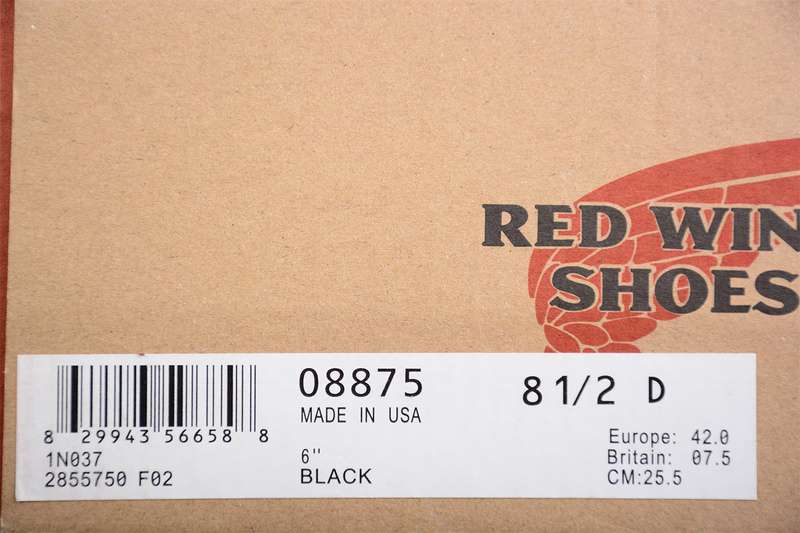 RED WIN
SHOES
8 29943 56658 8
1N037
2855750 F02
08875
MADE IN USA
6"
BLACK
8 1/2 D
Europe: 42.0
Britain: 07.5
CM:25.5